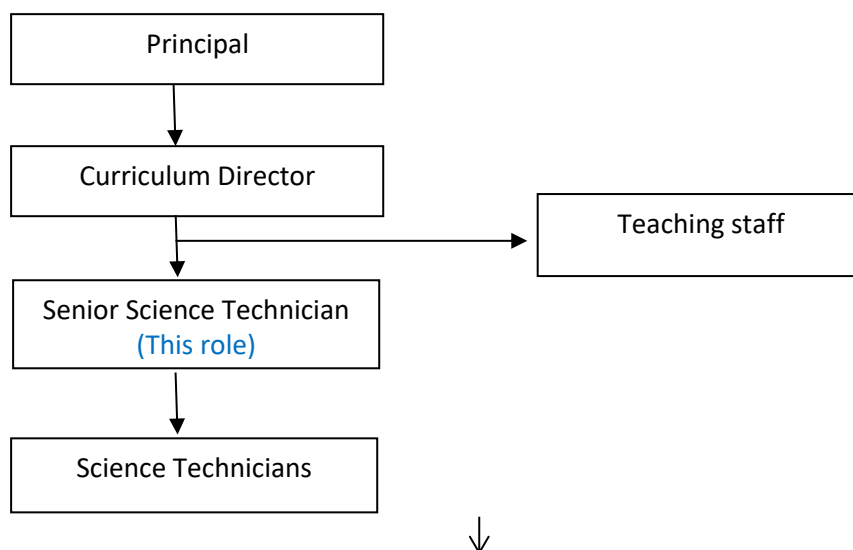 Principal
Curriculum Director
Teaching staff
Senior Science Technician
(This role)
Science Technicians